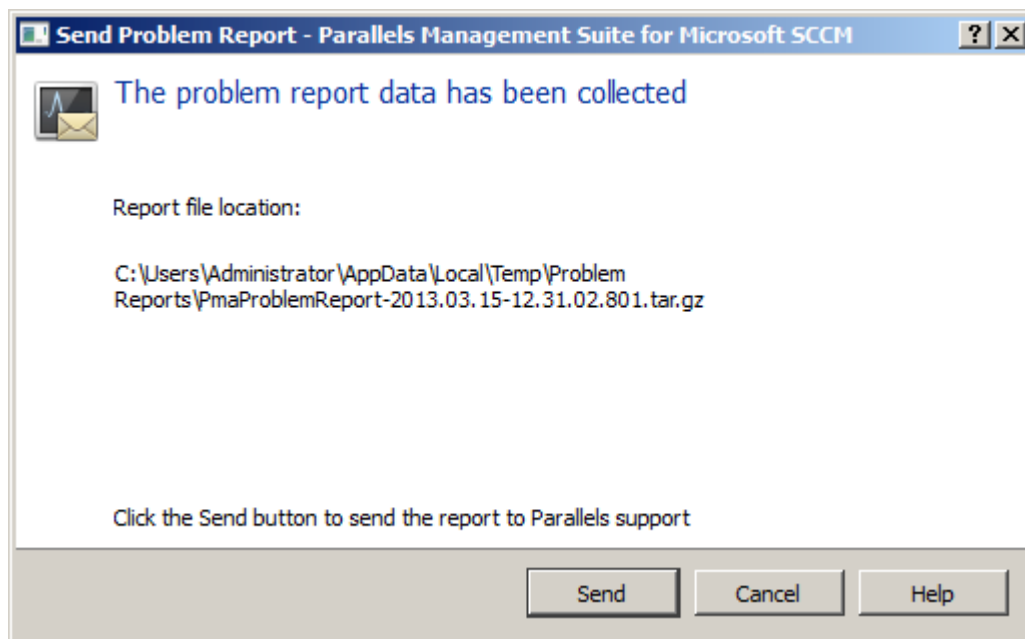 Send Problem Report - Parallels Management Suite for Microsoft SCCM
The problem report data has been collected
Report file location:
C:\Users\Administrator\AppData\Local\Temp\Problem
Reports\PmaProblemReport-2013.03.15-12.31.02.801.tar.gz
Click the Send button to send the report to Parallels support
Send Cancel Help